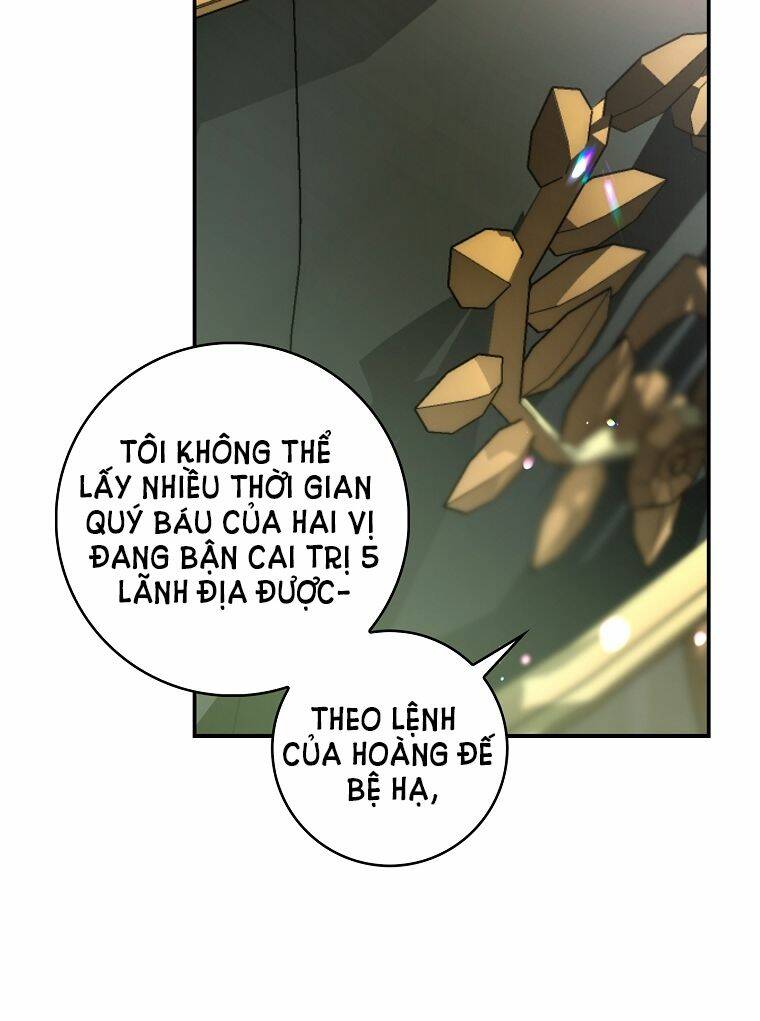 TÔI KHÔNG THỂ
LẤY NHIỀU THỜI GIAN
QUÝ BÁU CỦA HAI VỊ
ĐANG BẬN CAI TRỊ 5
LÃNH ĐỊA ĐƯỢC-
THEO LỆNH
CỦA HOÀNG ĐẾ
BỆ HẠ,